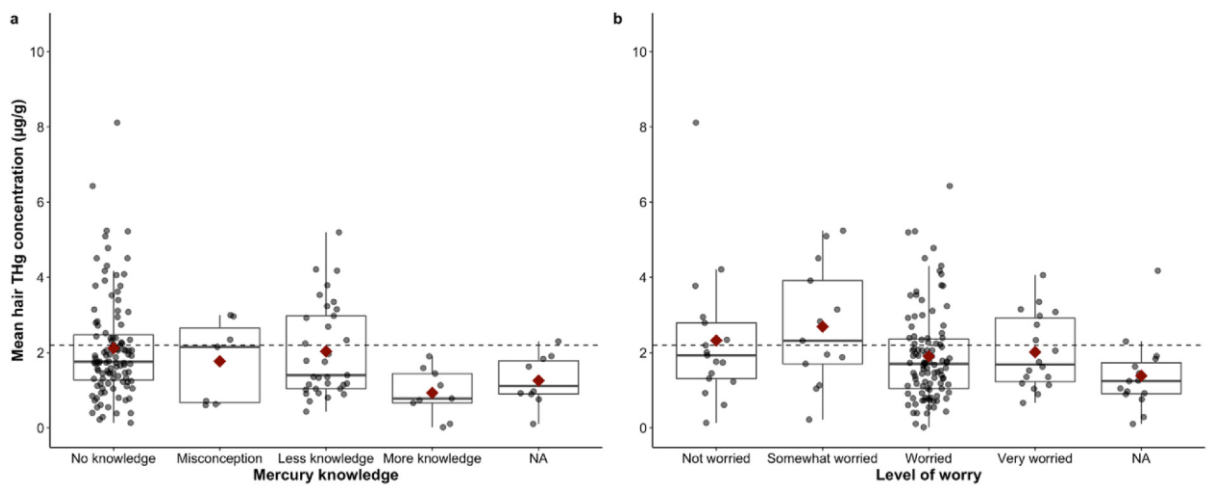 a
Mean hair THg concentration (µg/g)
10
8
6
4
2
0
No knowledge Misconception Less knowledge More knowledge NA
Mercury knowledge
b
10
8
6
4
2
0
Not worried Somewhat worried Worried Very worried NA
Level of worry